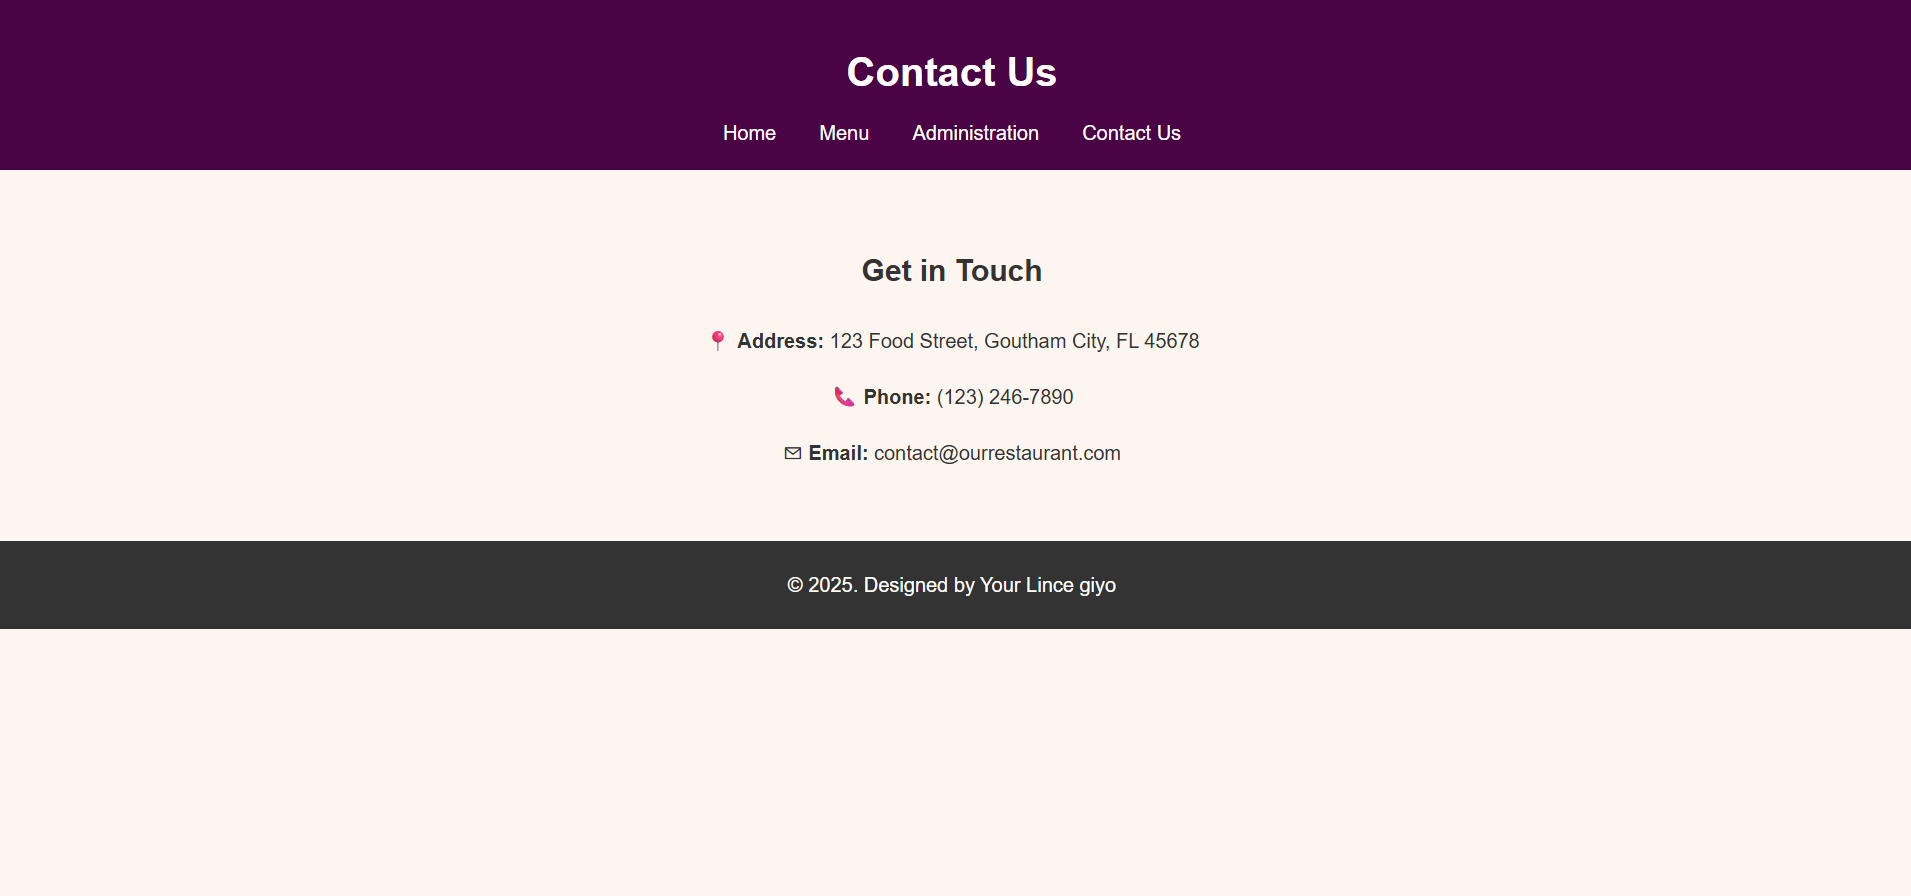 Contact Us
Home Menu Administration Contact Us
Get in Touch
📍 Address: 123 Food Street, Goutham City, FL 45678
📞 Phone: (123) 246-7890
✉ Email: contact@ourrestaurant.com
© 2025. Designed by Your Lince giyo